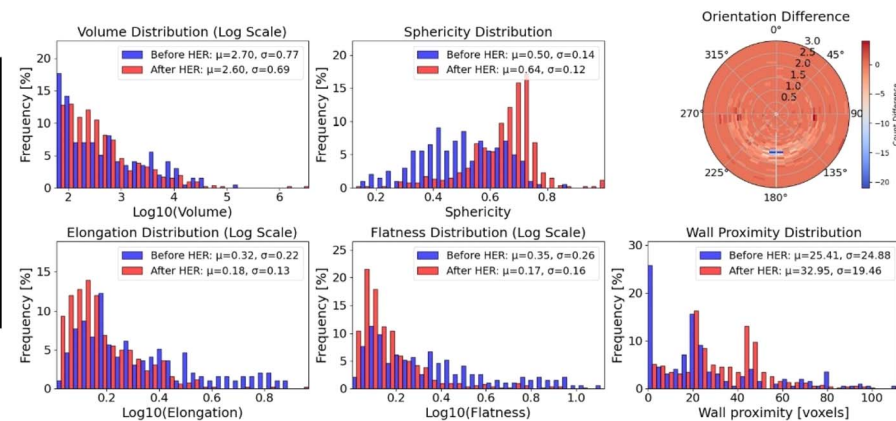 Volume Distribution (Log Scale)
Before HER: μ=2.70, σ=0.77
After HER: μ=2.60, σ=0.69
Frequency [%]
20
15
10
5
0
2
3
4
5
6
Log10(Volume)
Sphericity Distribution
Before HER: μ=0.50, σ=0.14
After HER: μ=0.64, σ=0.12
Frequency [%]
20
15
10
5
0
0.2
0.4
0.6
0.8
Sphericity
Orientation Difference
0°
45°
90
135°
180°
225°
270°
315°
3.0
2.5
2.0
1.5
1.0
0.5
0
−5
−10
−15
−20
Elongation Distribution (Log Scale)
Before HER: μ=0.32, σ=0.22
After HER: μ=0.18, σ=0.13
Frequency [%]
15
10
5
0
0.2
0.4
0.6
0.8
Log10(Elongation)
Flatness Distribution (Log Scale)
Before HER: μ=0.35, σ=0.26
After HER: μ=0.17, σ=0.16
Frequency [%]
25
20
15
10
5
0
0.2
0.4
0.6
0.8
1.0
Log10(Flatness)
Wall Proximity Distribution
Before HER: μ=25.41, σ=24.88
After HER: μ=32.95, σ=19.46
Frequency [%]
30
20
10
0
0
20
40
60
80
100
Wall proximity [voxels]